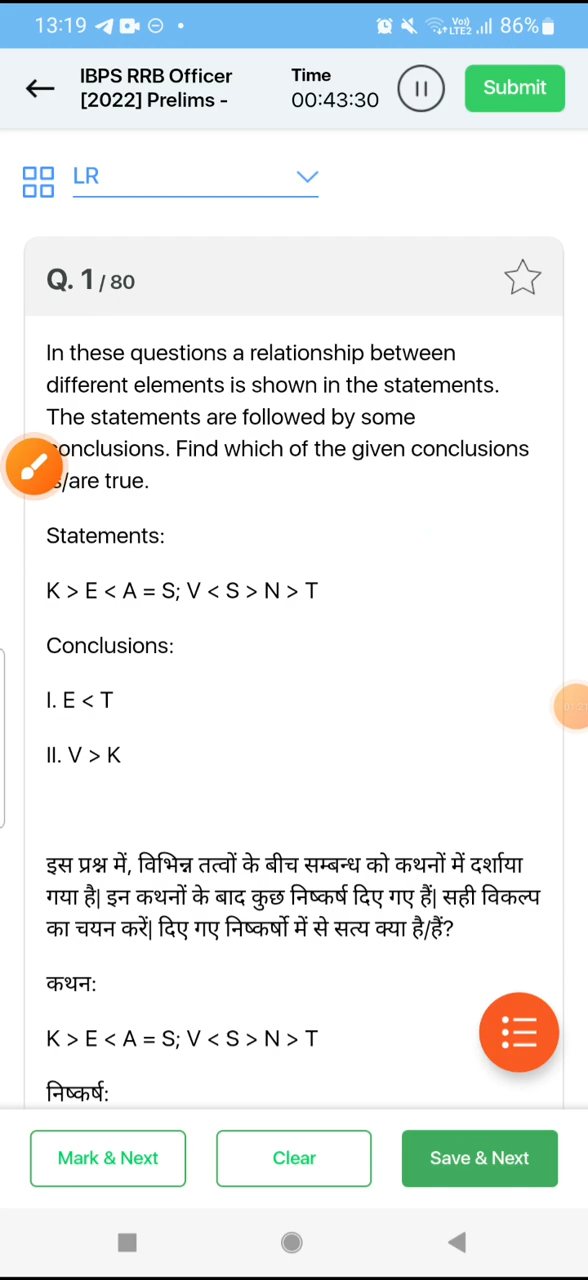 13:19 Vo)) LTE2 86%
IBPS RRB Officer Time
[2022] Prelims - 00:43:30 Submit
LR
Q. 1 / 80
In these questions a relationship between
different elements is shown in the statements.
The statements are followed by some
onclusions. Find which of the given conclusions
s/are true.
Statements:
K > E < A = S; V < S > N > T
Conclusions:
I. E < T
II. V > K
इस प्रश्न में, विभिन्न तत्वों के बीच सम्बन्ध को कथनों में दर्शाया
गया है| इन कथनों के बाद कुछ निष्कर्ष दिए गए हैं| सही विकल्प
का चयन करें| दिए गए निष्कर्षो में से सत्य क्या है/हैं?
कथन:
K > E < A = S; V < S > N > T
निष्कर्ष:
Mark & Next Clear Save & Next